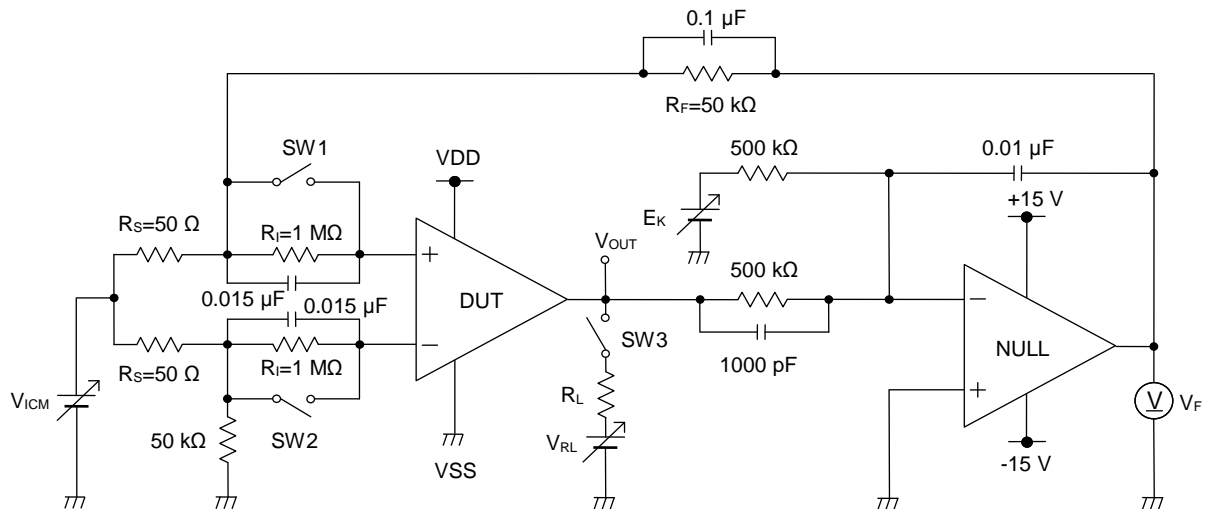 0.1 µF
RF=50 kΩ
SW1
VDD
500 kΩ
0.01 µF
+15 V
RS=50 Ω
RI=1 MΩ
EK
VOUT
+
0.015 µF
0.015 µF
DUT
500 kΩ
−
SW3
NULL
RS=50 Ω
RI=1 MΩ
−
1000 pF
+
VICM
RL
V
VF
50 kΩ
SW2
VSS
VRL
-15 V